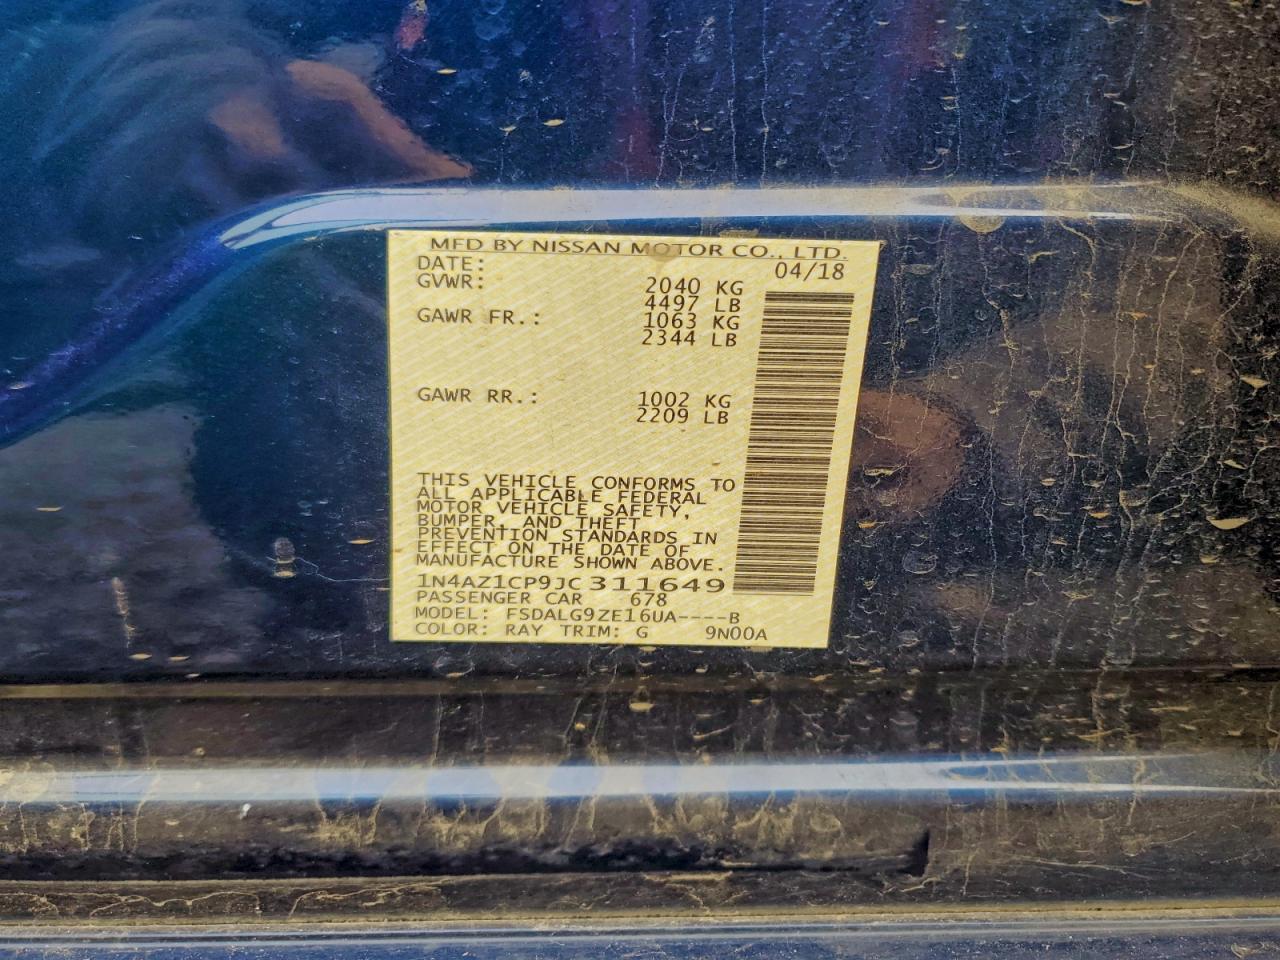 MFD BY NISSAN MOTOR CO., LTD.
DATE: 04/18
GVWR: 2040 KG
4497 LB
GAWR FR.: 1063 KG
2344 LB
GAWR RR.: 1002 KG
2209 LB
THIS VEHICLE CONFORMS TO
ALL APPLICABLE FEDERAL
MOTOR VEHICLE SAFETY,
BUMPER, AND THEFT
PREVENTION STANDARDS IN
EFFECT ON THE DATE OF
MANUFACTURE SHOWN ABOVE.
1N4AZ1CP9JC311649
PASSENGER CAR 678
MODEL: FSDALG9ZE16UA----B
COLOR: RAY TRIM: G 9N00A